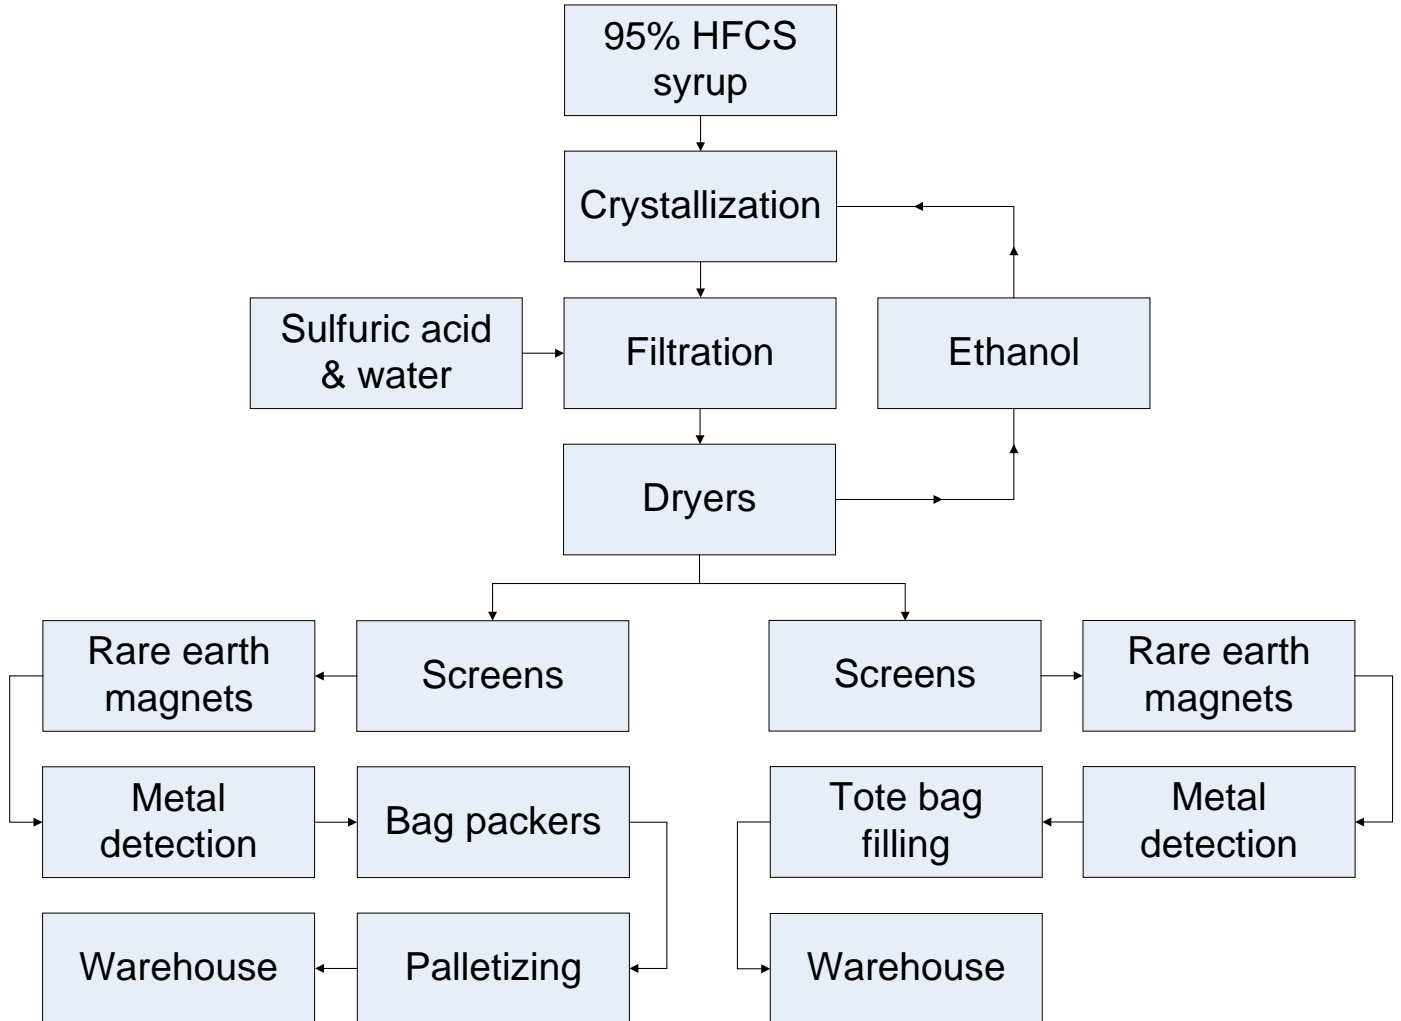 95% HFCS
syrup
Crystallization
Sulfuric acid
& water
Filtration
Ethanol
Dryers
Rare earth
magnets
Screens
Screens
Rare earth
magnets
Metal
detection
Bag packers
Tote bag
filling
Metal
detection
Warehouse
Palletizing
Warehouse